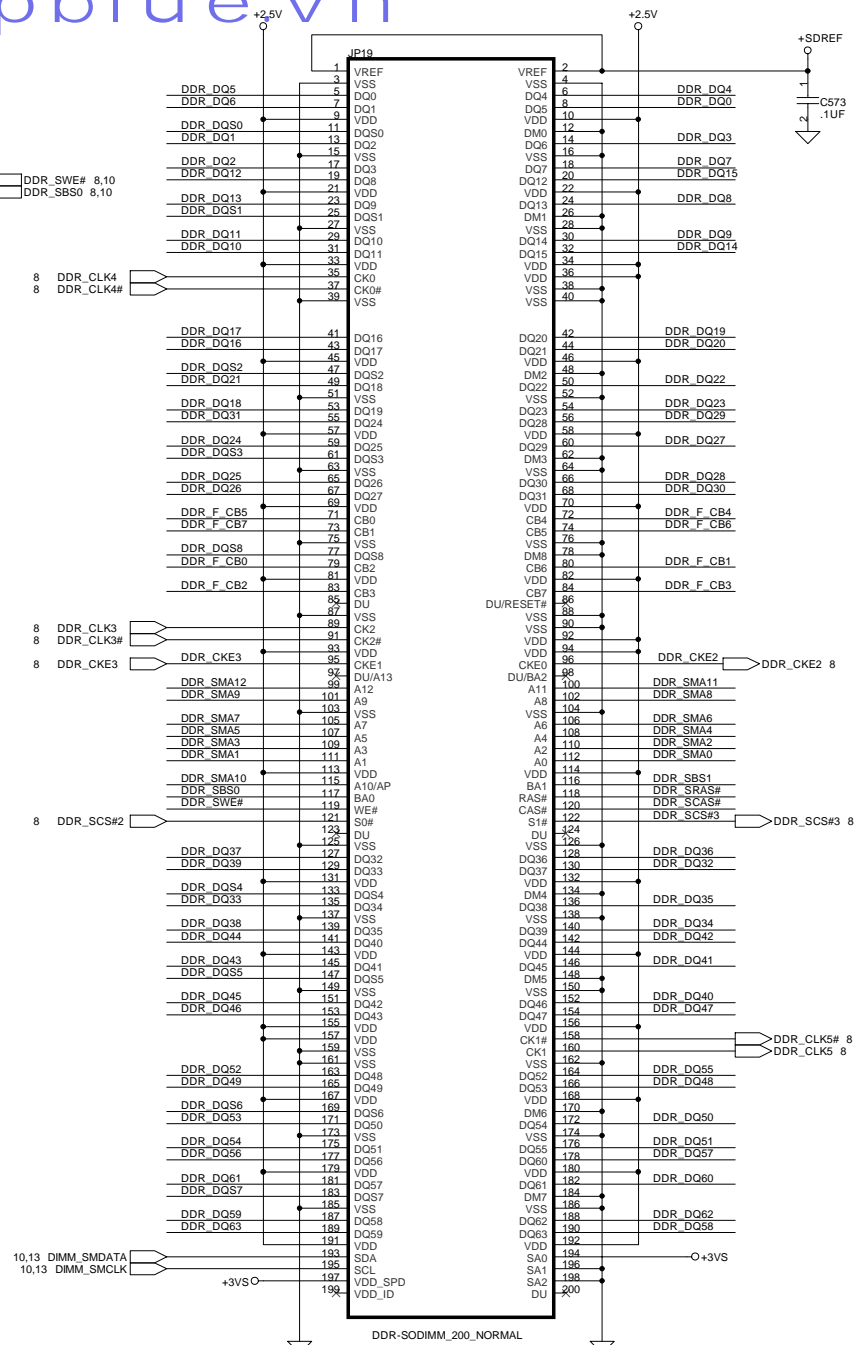 pblue.vn
+2.5V +2.5V
+SDREF
JP19
1 VREF VREF 2
3 VSS VSS 4
DDR_DQ5 5 DQ0 DQ4 6 DDR_DQ4
DDR_DQ6 7 DQ1 DQ5 8 DDR_DQ0
9 VDD VDD 10
DDR_DQS0 11 DQS0 DM0 12
DDR_DQ1 13 DQ2 DQ6 14 DDR_DQ3
15 VSS VSS 16
DDR_DQ2 17 DQ3 DQ7 18 DDR_DQ7
DDR_DQ12 19 DQ8 DQ12 20 DDR_DQ15
21 VDD VDD 22
DDR_DQ13 23 DQ9 DQ13 24 DDR_DQ8
DDR_DQS1 25 DQS1 DM1 26
27 VSS VSS 28
DDR_DQ11 29 DQ10 DQ14 30 DDR_DQ9
DDR_DQ10 31 DQ11 DQ15 32 DDR_DQ14
33 VDD VDD 34
8 DDR_CLK4 35 CK0 VDD 36
8 DDR_CLK4# 37 CK0# VSS 38
39 VSS VSS 40
1
C573
.1UF
2
DDR_SWE# 8,10
DDR_SBS0 8,10
DDR_DQ17 41 DQ16 DQ20 42 DDR_DQ19
DDR_DQ16 43 DQ17 DQ21 44 DDR_DQ20
45 VDD VDD 46
DDR_DQS2 47 DQS2 DM2 48
DDR_DQ21 49 DQ18 DQ22 50 DDR_DQ22
51 VSS VSS 52
DDR_DQ18 53 DQ19 DQ23 54 DDR_DQ23
DDR_DQ31 55 DQ24 DQ28 56 DDR_DQ29
57 VDD VDD 58
DDR_DQ24 59 DQ25 DQ29 60 DDR_DQ27
DDR_DQS3 61 DQS3 DM3 62
63 VSS VSS 64
DDR_DQ25 65 DQ26 DQ30 66 DDR_DQ28
DDR_DQ26 67 DQ27 DQ31 68 DDR_DQ30
69 VDD VDD 70
DDR_F_CB5 71 CB0 CB4 72 DDR_F_CB4
DDR_F_CB7 73 CB1 CB5 74 DDR_F_CB6
75 VSS VSS 76
DDR_DQS8 77 DQS8 DM8 78
DDR_F_CB0 79 CB2 CB6 80 DDR_F_CB1
81 VDD VDD 82
DDR_F_CB2 83 CB3 CB7 84 DDR_F_CB3
85 DU DU/RESET# 86
87 VSS VSS 88
8 DDR_CLK3 89 CK2 VSS 90
8 DDR_CLK3# 91 CK2# VDD 92
93 VDD VDD 94
8 DDR_CKE3 DDR_CKE3 95 CKE1 CKE0 96 DDR_CKE2 DDR_CKE2 8
97 DU/A13 DU/BA2 98
DDR_SMA12 99 A12 A11 100 DDR_SMA11
DDR_SMA9 101 A9 A8 102 DDR_SMA8
103 VSS VSS 104
DDR_SMA7 105 A7 A6 106 DDR_SMA6
DDR_SMA5 107 A5 A4 108 DDR_SMA4
DDR_SMA3 109 A3 A2 110 DDR_SMA2
DDR_SMA1 111 A1 A0 112 DDR_SMA0
113 VDD VDD 114
DDR_SMA10 115 A10/AP BA1 116 DDR_SBS1
DDR_SBS0 117 BA0 RAS# 118 DDR_SRAS#
DDR_SWE# 119 WE# CAS# 120 DDR_SCAS#
8 DDR_SCS#2 121 S0# S1# 122 DDR_SCS#3 DDR_SCS#3 8
123 DU DU 124
125 VSS VSS 126
DDR_DQ37 127 DQ32 DQ36 128 DDR_DQ36
DDR_DQ39 129 DQ33 DQ37 130 DDR_DQ32
131 VDD VDD 132
DDR_DQS4 133 DQS4 DM4 134
DDR_DQ33 135 DQ34 DQ38 136 DDR_DQ35
137 VSS VSS 138
DDR_DQ38 139 DQ35 DQ39 140 DDR_DQ34
DDR_DQ44 141 DQ40 DQ44 142 DDR_DQ42
143 VDD VDD 144
DDR_DQ43 145 DQ41 DQ45 146 DDR_DQ41
DDR_DQS5 147 DQS5 DM5 148
149 VSS VSS 150
DDR_DQ45 151 DQ42 DQ46 152 DDR_DQ40
DDR_DQ46 153 DQ43 DQ47 154 DDR_DQ47
155 VDD VDD 156
157 VDD CK1# 158 DDR_CLK5# 8
159 VSS CK1 160 DDR_CLK5 8
161 VSS VSS 162
DDR_DQ52 163 DQ48 DQ52 164 DDR_DQ55
DDR_DQ49 165 DQ49 DQ53 166 DDR_DQ48
167 VDD VDD 168
DDR_DQS6 169 DQS6 DM6 170
DDR_DQ53 171 DQ50 DQ54 172 DDR_DQ50
173 VSS VSS 174
DDR_DQ54 175 DQ51 DQ55 176 DDR_DQ51
DDR_DQ56 177 DQ56 DQ60 178 DDR_DQ57
179 VDD VDD 180
DDR_DQ61 181 DQ57 DQ61 182 DDR_DQ60
DDR_DQS7 183 DQS7 DM7 184
185 VSS VSS 186
DDR_DQ59 187 DQ58 DQ62 188 DDR_DQ62
DDR_DQ63 189 DQ59 DQ63 190 DDR_DQ58
191 VDD VDD 192
10,13 DIMM_SMDATA 193 SDA SA0 194 +3VS
10,13 DIMM_SMCLK 195 SCL SA1 196
+3VS 197 VDD_SPD SA2 198
199 VDD_ID DU 200
DDR-SODIMM_200_NORMAL